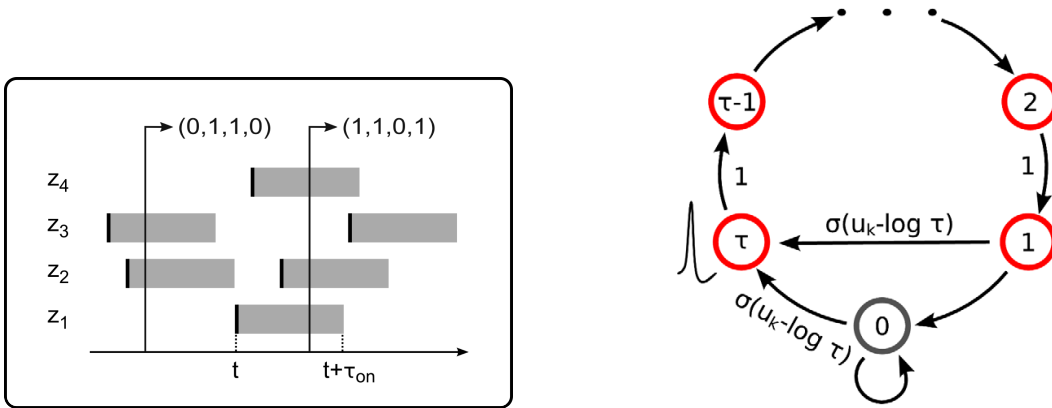 (0,1,1,0)
(1,1,0,1)
z₄
z₃
z₂
z₁
t
t+τₒₙ
. . .
τ-1
2
1
1
τ
σ(uₖ-log τ)
1
σ(uₖ-log τ)
0